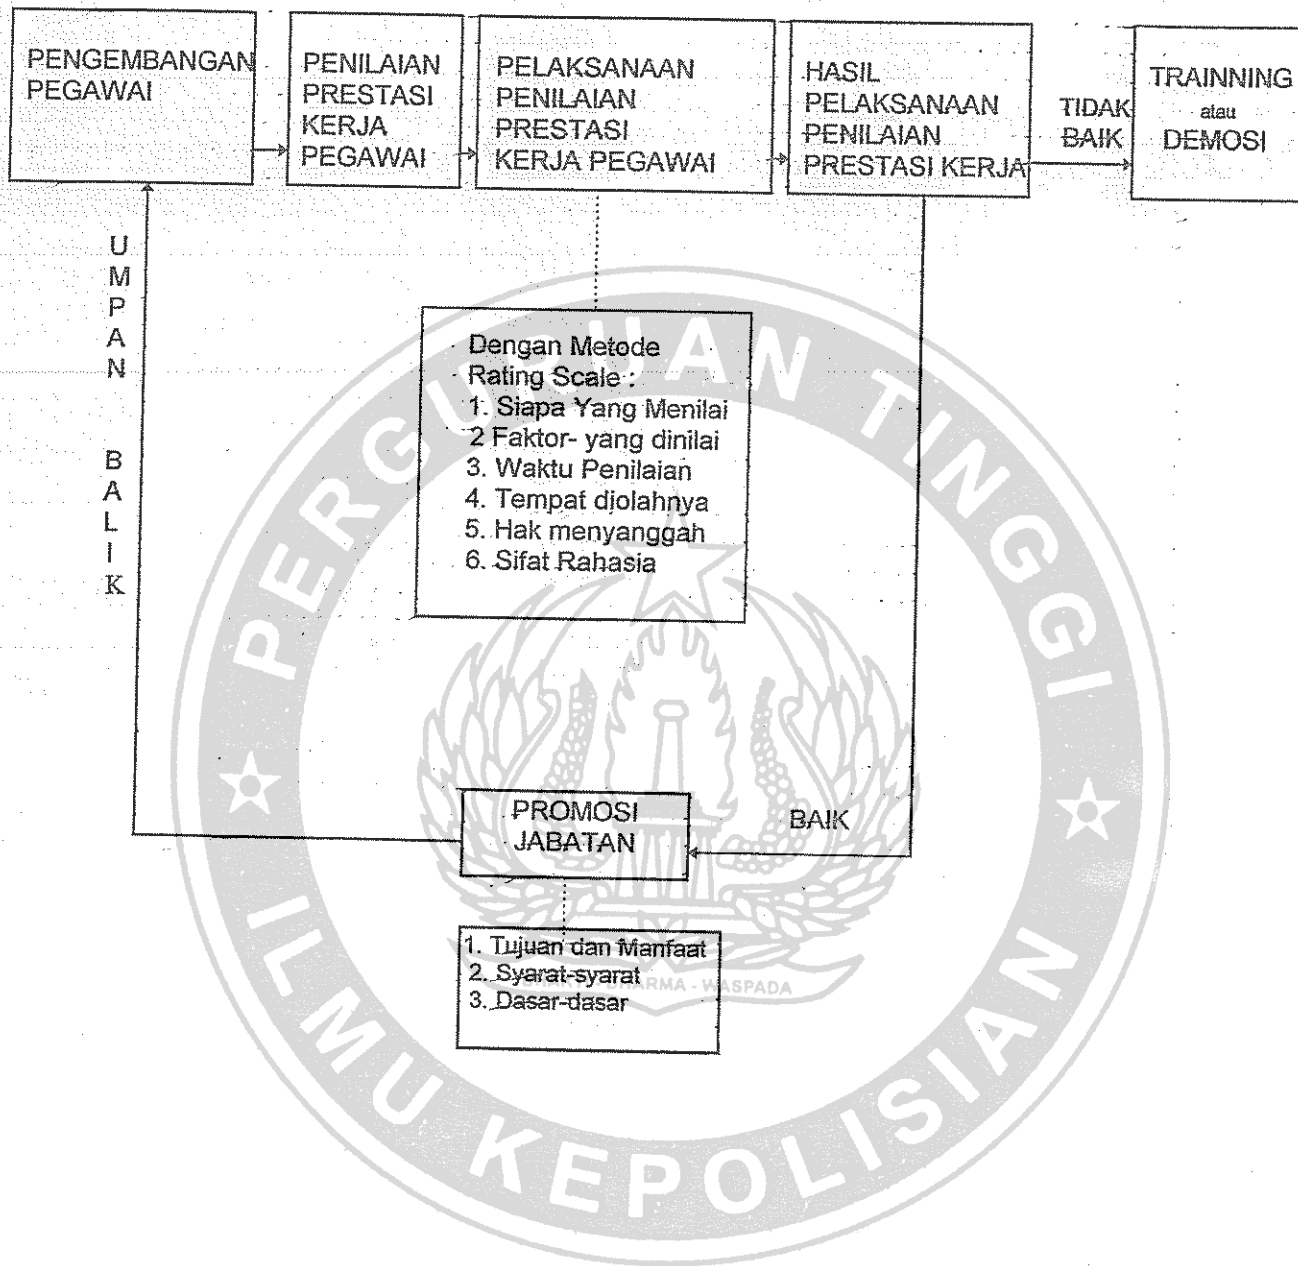 PENGEMBANGAN
PEGAWAI
PENILAIAN
PRESTASI
KERJA
PEGAWAI
PELAKSANAAN
PENILAIAN
PRESTASI
KERJA PEGAWAI
HASIL
PELAKSANAAN
PENILAIAN
PRESTASI KERJA
TIDAK
BAIK
TRAINNING
atau
DEMOSI
UMPAN BALIK
Dengan Metode
Rating Scale :
1. Siapa Yang Menilai
2 Faktor- yang dinilai
3. Waktu Penilaian
4. Tempat diolahnya
5. Hak menyanggah
6. Sifat Rahasia
PROMOSI
JABATAN
BAIK
1. Tujuan dan Manfaat
2. Syarat-syarat
3. Dasar-dasar
PERGURUAN TINGGI
ILMU KEPOLISIAN
DHARMA - WASPADA